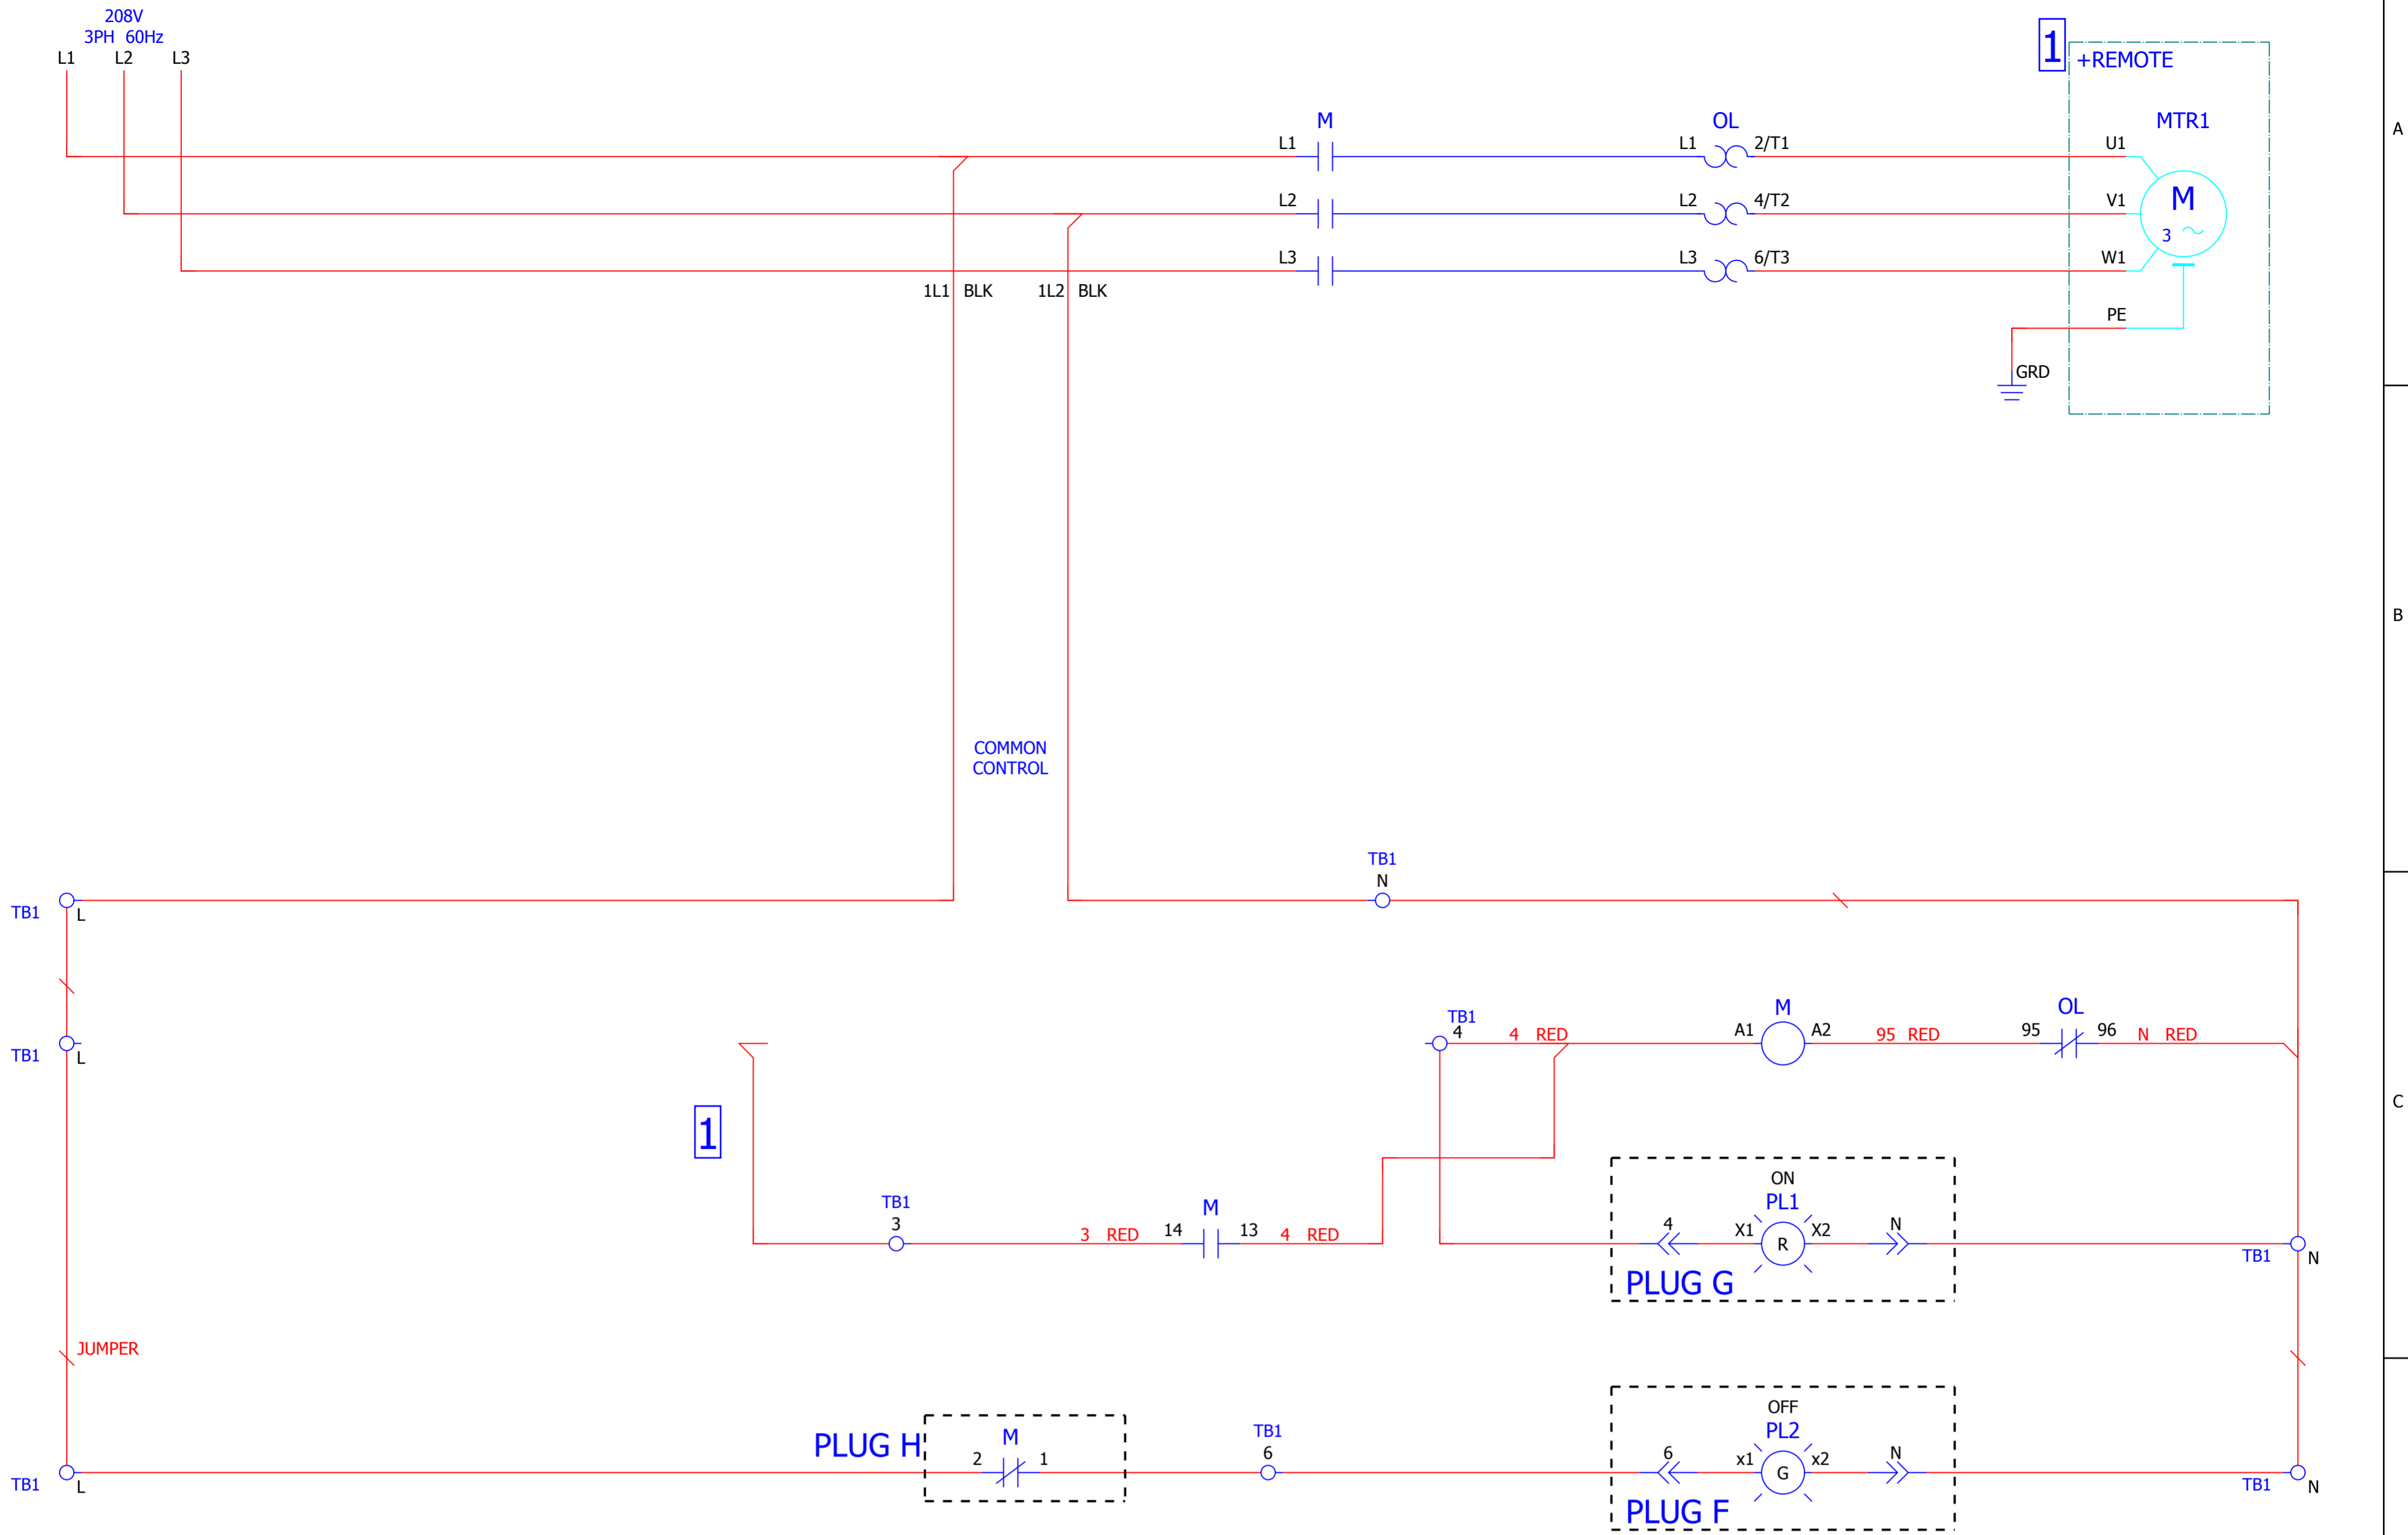 208V
3PH 60Hz
L1 L2 L3
1
+REMOTE
M
OL
MTR1
A
L1
L1 2/T1
U1
L2
L2 4/T2
V1
M
3
L3
L3 6/T3
W1
1L1 BLK
1L2 BLK
PE
GRD
B
COMMON
CONTROL
TB1
N
TB1 L
TB1
4
4 RED
M
A1 A2
95 RED
OL
95 96
N RED
TB1 L
C
1
ON
PL1
TB1
3
3 RED
M
14 13
4 RED
4
X1 R X2
N
TB1 N
PLUG G
JUMPER
OFF
PL2
PLUG H
M
2 1
TB1
6
6
x1 G x2
N
TB1 L
TB1 N
PLUG F